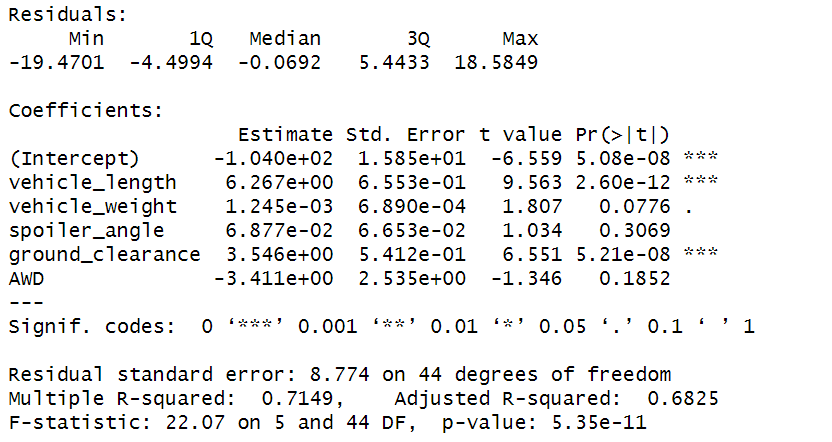 Residuals:
     Min       1Q   Median       3Q      Max
-19.4701  -4.4994  -0.0692   5.4433  18.5849

Coefficients:
                   Estimate Std. Error t value Pr(>|t|)
(Intercept)      -1.040e+02  1.585e+01  -6.559 5.08e-08 ***
vehicle_length    6.267e+00  6.553e-01   9.563 2.60e-12 ***
vehicle_weight    1.245e-03  6.890e-04   1.807   0.0776 .
spoiler_angle     6.877e-02  6.653e-02   1.034   0.3069
ground_clearance  3.546e+00  5.412e-01   6.551 5.21e-08 ***
AWD              -3.411e+00  2.535e+00  -1.346   0.1852
---
Signif. codes:  0 ‘***’ 0.001 ‘**’ 0.01 ‘*’ 0.05 ‘.’ 0.1 ‘ ’ 1

Residual standard error: 8.774 on 44 degrees of freedom
Multiple R-squared:  0.7149,    Adjusted R-squared:  0.6825
F-statistic: 22.07 on 5 and 44 DF,  p-value: 5.35e-11